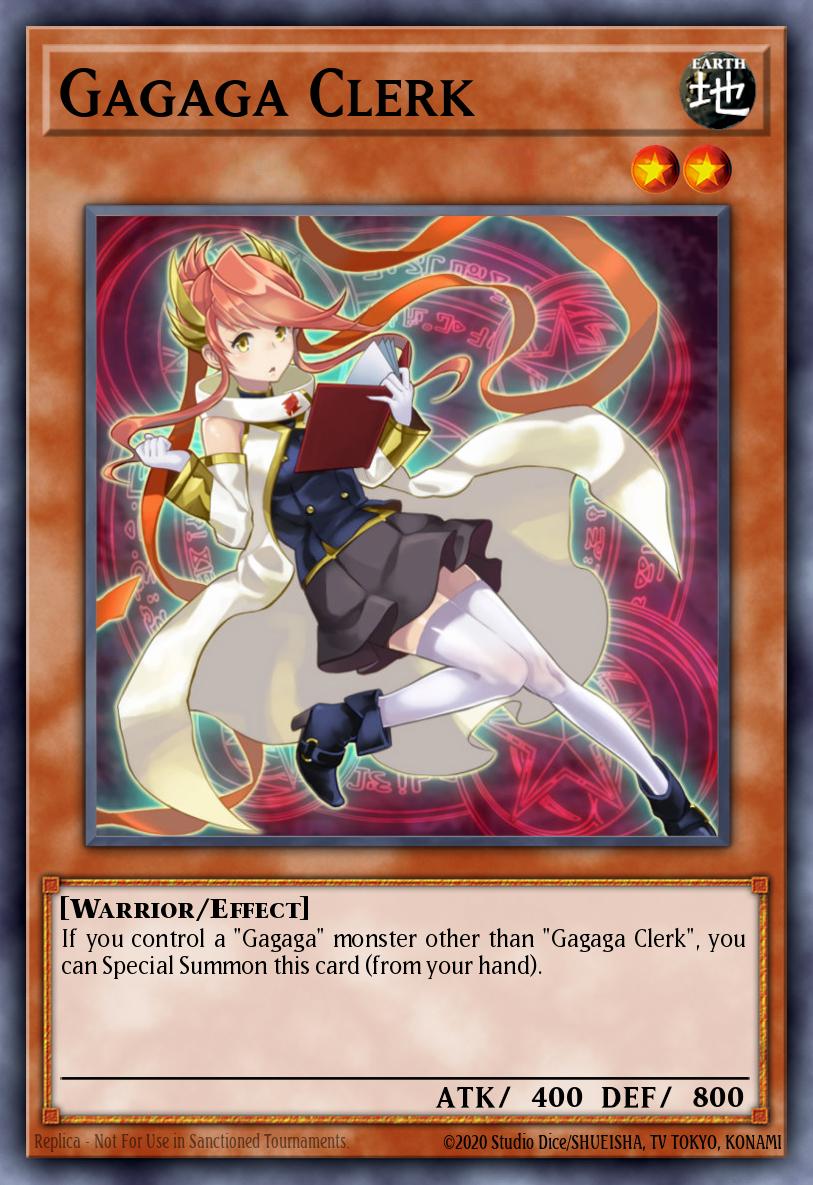 Gagaga Clerk
EARTH
地
[Warrior/Effect]
If you control a "Gagaga" monster other than "Gagaga Clerk", you
can Special Summon this card (from your hand).
ATK/ 400 DEF/ 800
Replica - Not For Use in Sanctioned Tournaments.
©2020 Studio Dice/SHUEISHA, TV TOKYO, KONAMI